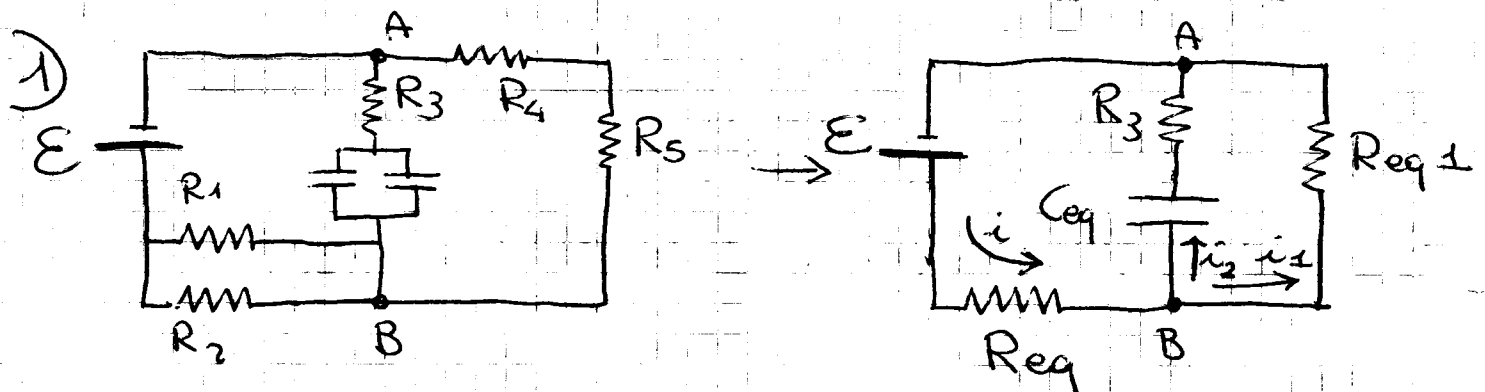 1)
A
R3
R4
R5
ε
R1
R2
B
→
A
R3
ε
Req 1
Ceq
i
i2
i1
Req
B